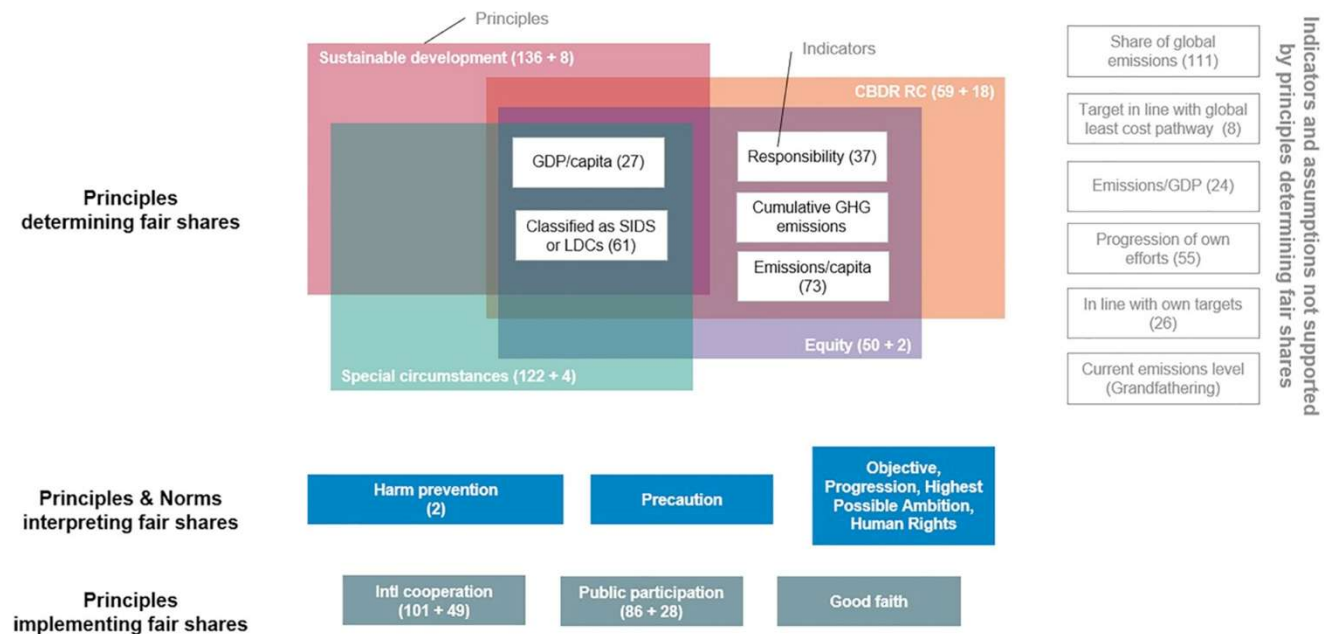 Principles
Indicators
Sustainable development (136 + 8)
CBDR RC (59 + 18)
GDP/capita (27)
Classified as SIDS
or LDCs (61)
Responsibility (37)
Cumulative GHG
emissions
Emissions/capita
(73)
Equity (50 + 2)
Special circumstances (122 + 4)
Principles
determining fair shares
Share of global
emissions (111)
Target in line with global
least cost pathway (8)
Emissions/GDP (24)
Progression of own
efforts (55)
In line with own targets
(26)
Current emissions level
(Grandfathering)
Indicators and assumptions not supported
by principles determining fair shares
Principles & Norms
interpreting fair shares
Harm prevention
(2)
Precaution
Objective,
Progression, Highest
Possible Ambition,
Human Rights
Principles
implementing fair shares
Intl cooperation
(101 + 49)
Public participation
(86 + 28)
Good faith